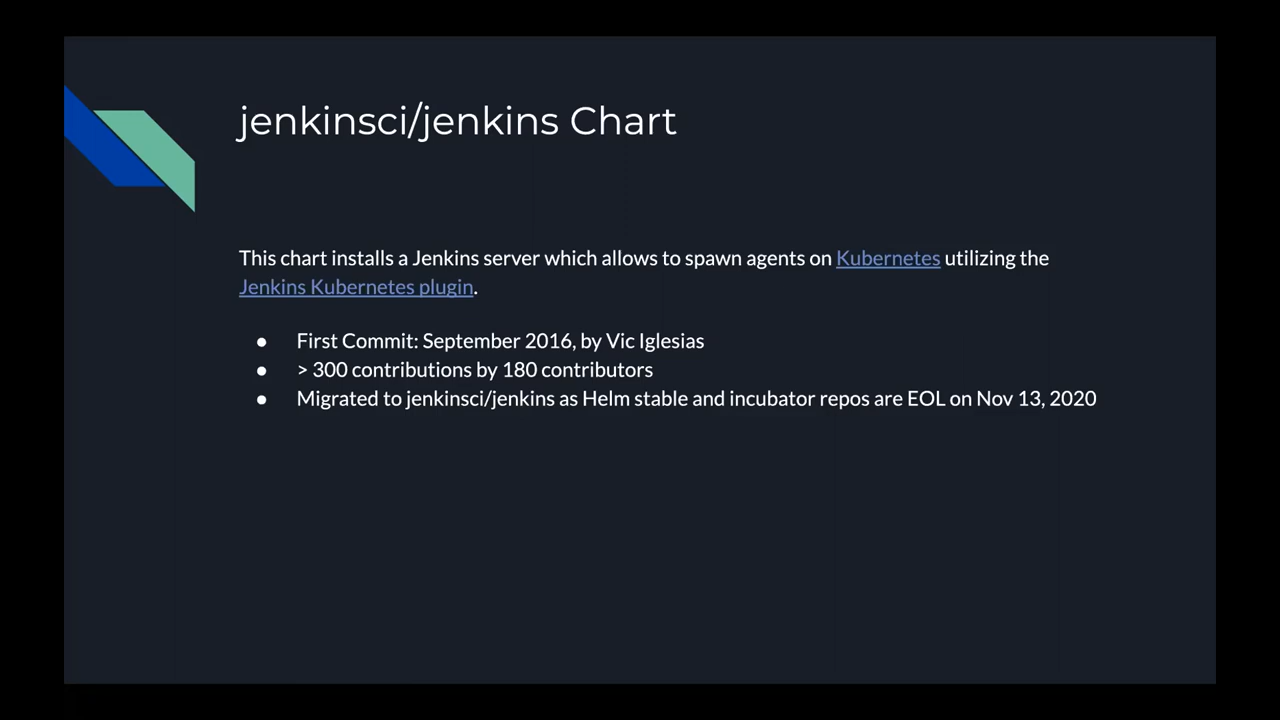 jenkinsci/jenkins Chart
This chart installs a Jenkins server which allows to spawn agents on Kubernetes utilizing the
Jenkins Kubernetes plugin.
● First Commit: September 2016, by Vic Iglesias
● > 300 contributions by 180 contributors
● Migrated to jenkinsci/jenkins as Helm stable and incubator repos are EOL on Nov 13, 2020